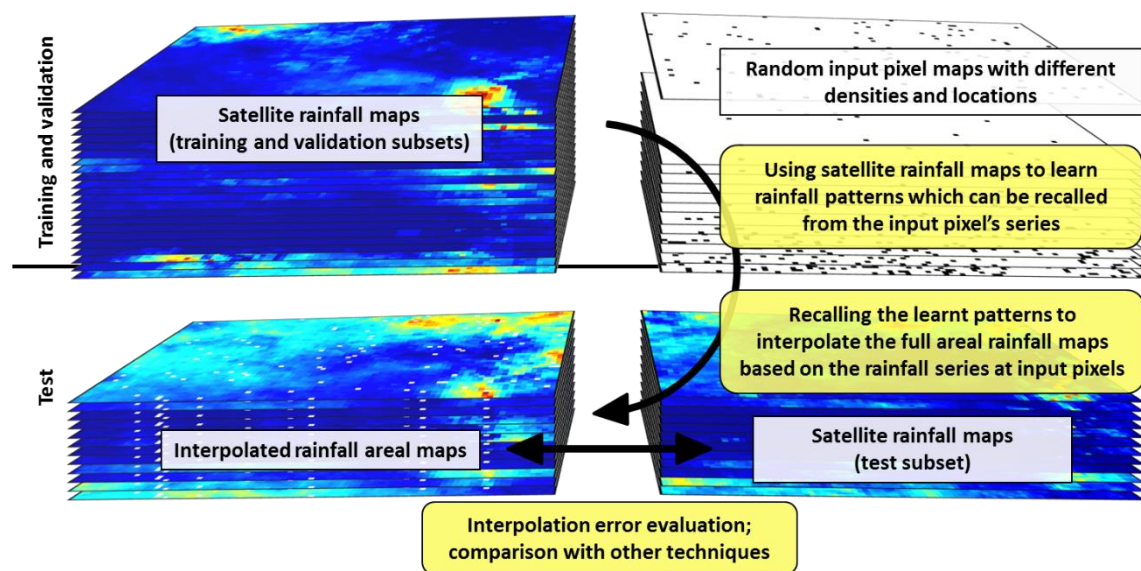 Training and validation
Satellite rainfall maps
(training and validation subsets)
Random input pixel maps with different
densities and locations
Using satellite rainfall maps to learn
rainfall patterns which can be recalled
from the input pixel's series
Recalling the learnt patterns to
interpolate the full areal rainfall maps
based on the rainfall series at input pixels
Test
Interpolated rainfall areal maps
Satellite rainfall maps
(test subset)
Interpolation error evaluation;
comparison with other techniques